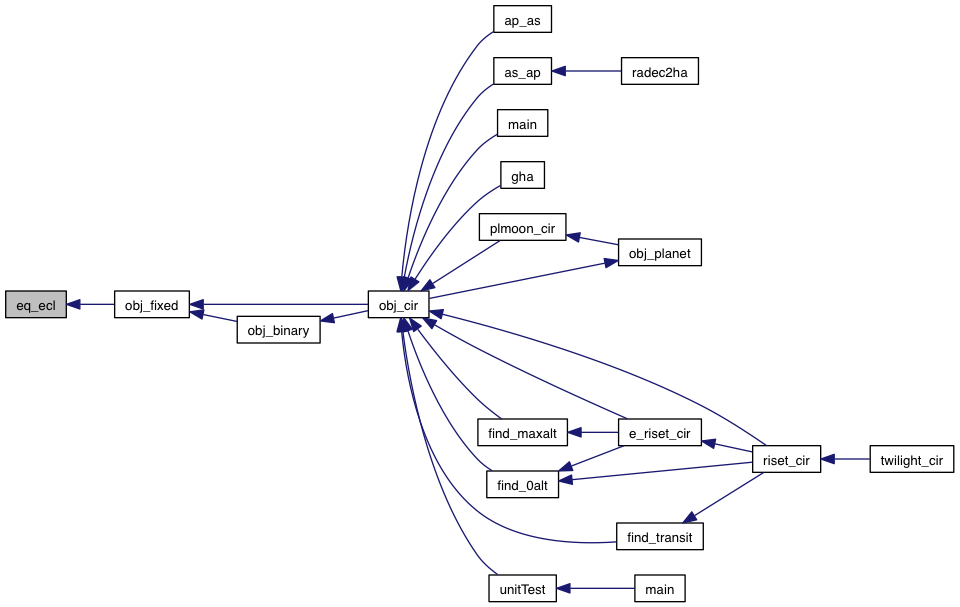 ap_as
as_ap
radec2ha
main
gha
plmoon_cir
obj_planet
eq_ecl
obj_fixed
obj_cir
obj_binary
find_maxalt
e_riset_cir
riset_cir
twilight_cir
find_0alt
find_transit
unitTest
main